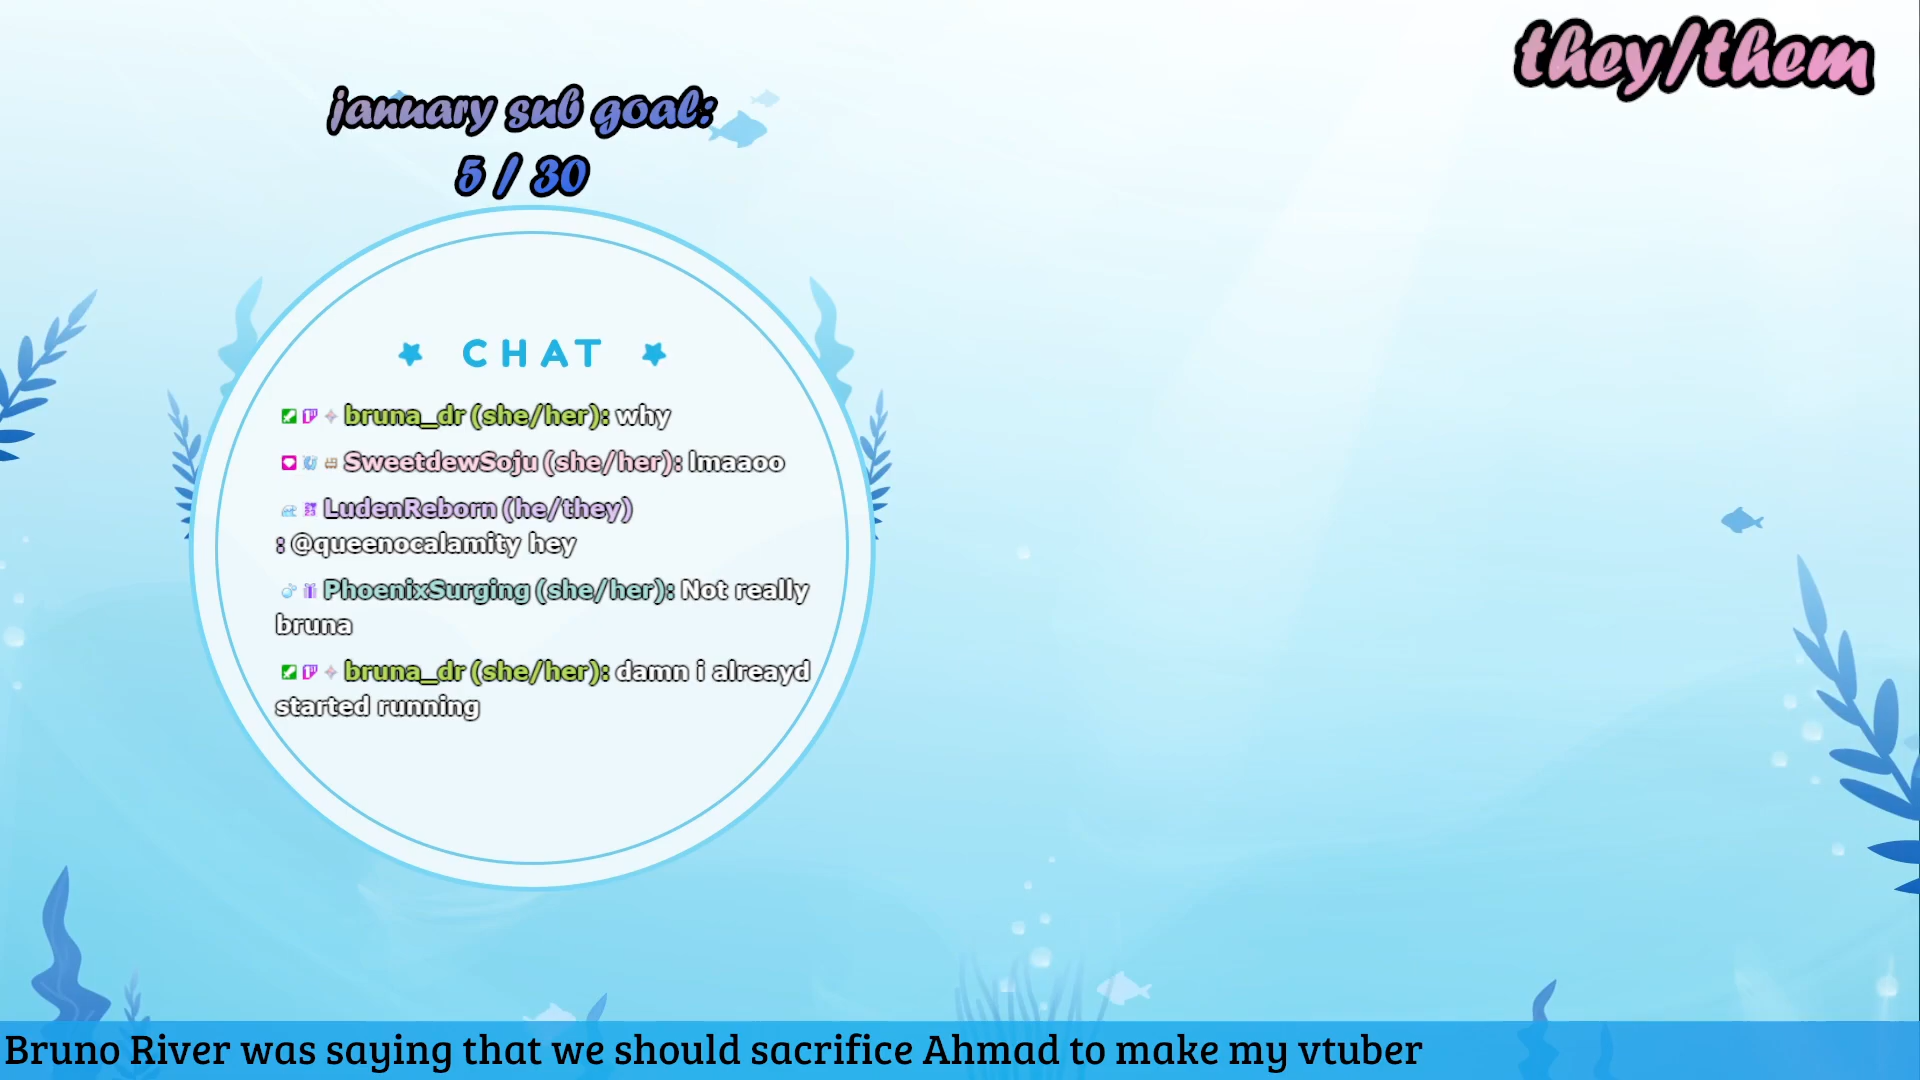 they/them
january sub goal:
5 / 30
CHAT
bruna_dr (she/her): why
SweetdewSoju (she/her): lmaaoo
LudenReborn (he/they)
: @queenocalamity hey
PhoenixSurging (she/her): Not really
bruna
bruna_dr (she/her): damn i alreayd
started running
Bruno River was saying that we should sacrifice Ahmad to make my vtuber